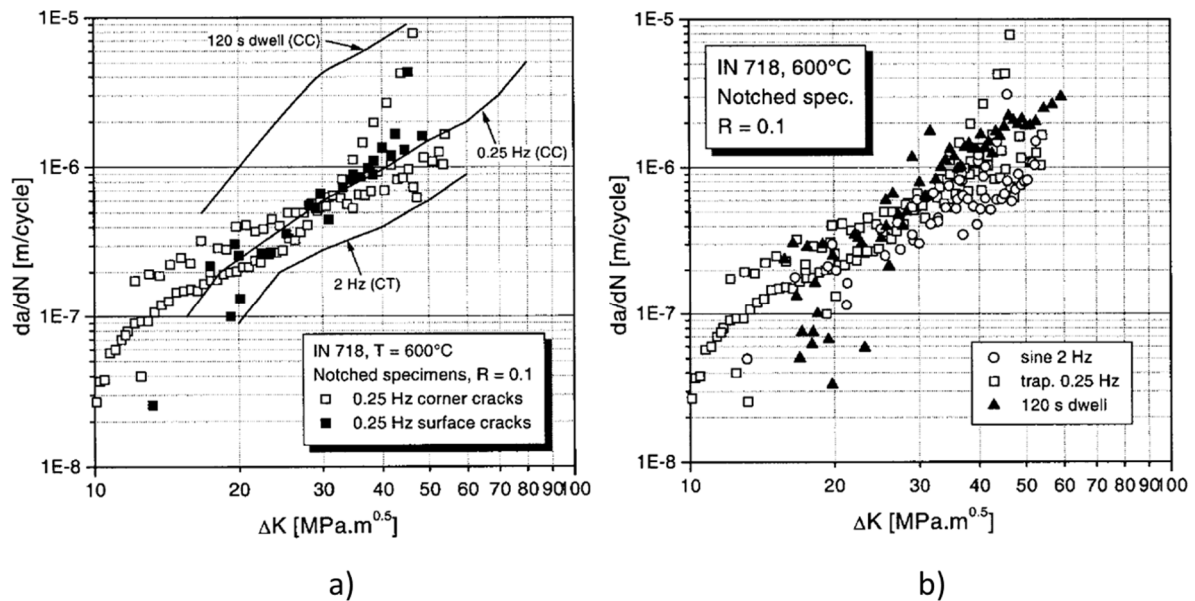 1E-5
1E-6
1E-7
1E-8
da/dN [m/cycle]
120 s dwell (CC)
0.25 Hz (CC)
2 Hz (CT)
IN 718, T = 600°C
Notched specimens, R = 0.1
0.25 Hz corner cracks
0.25 Hz surface cracks
10 20 30 40 50 60 70 80 90 100
ΔK [MPa.m^0.5]
a)
1E-5
1E-6
1E-7
1E-8
da/dN [m/cycle]
IN 718, 600°C
Notched spec.
R = 0.1
sine 2 Hz
trap. 0.25 Hz
120 s dwell
10 20 30 40 50 60 70 80 90 100
ΔK [MPa.m^0.5]
b)